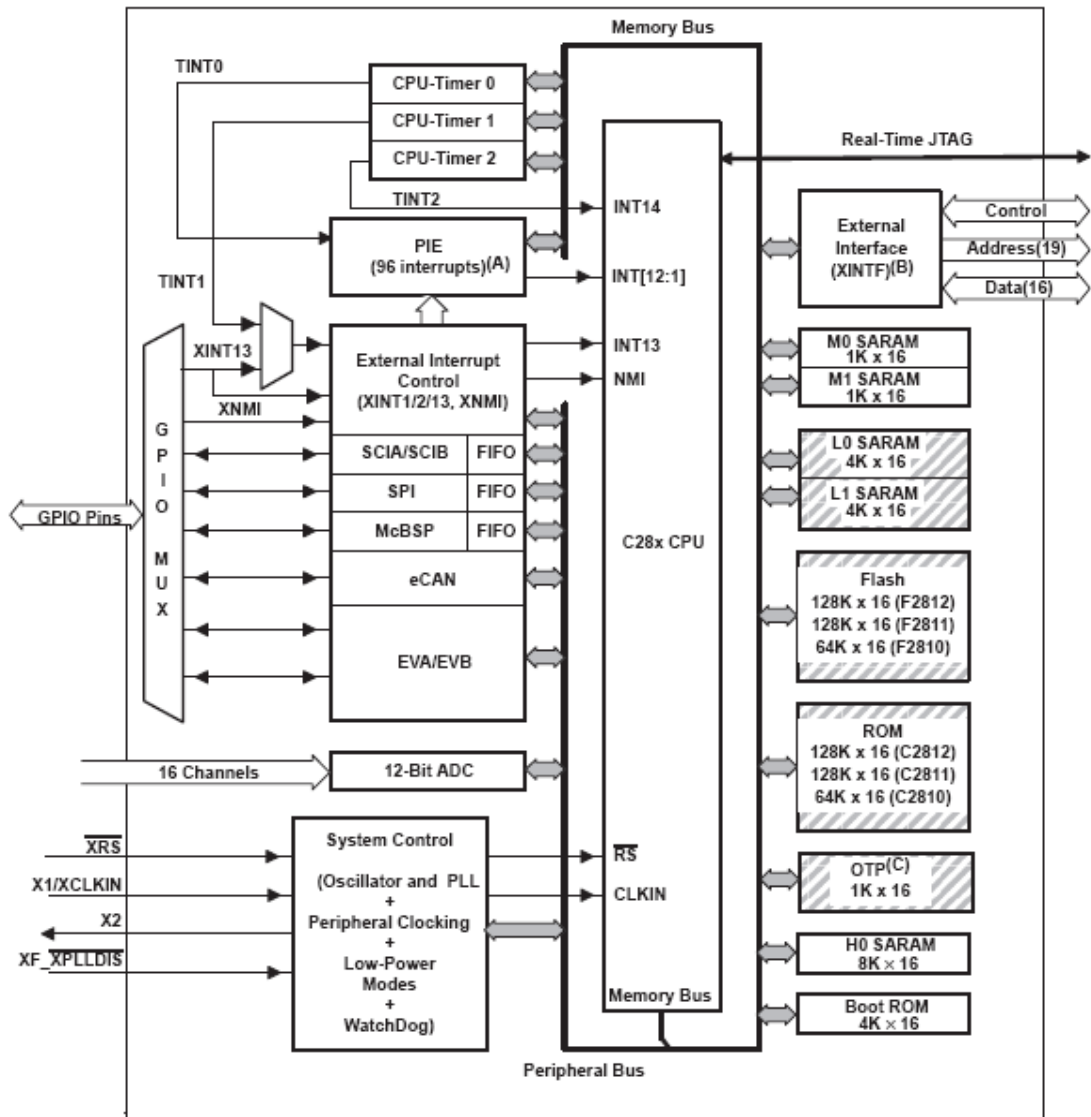 Memory Bus
TINT0
CPU-Timer 0
CPU-Timer 1
CPU-Timer 2
Real-Time JTAG
TINT2
INT14
PIE
(96 interrupts)(A)
INT[12:1]
External
Interface
(XINTF)(B)
Control
Address(19)
Data(16)
TINT1
XINT13
XNMI
External Interrupt
Control
(XINT1/2/13, XNMI)
INT13
NMI
M0 SARAM
1K x 16
M1 SARAM
1K x 16
L0 SARAM
4K x 16
L1 SARAM
4K x 16
GPIO Pins
GPIO MUX
SCIA/SCIB FIFO
SPI FIFO
McBSP FIFO
eCAN
EVA/EVB
C28x CPU
Flash
128K x 16 (F2812)
128K x 16 (F2811)
64K x 16 (F2810)
16 Channels
12-Bit ADC
ROM
128K x 16 (C2812)
128K x 16 (C2811)
64K x 16 (C2810)
XRS
X1/XCLKIN
X2
XF_XPLLDIS
System Control
(Oscillator and PLL
+
Peripheral Clocking
+
Low-Power
Modes
+
WatchDog)
RS
CLKIN
OTP(C)
1K x 16
H0 SARAM
8K × 16
Boot ROM
4K × 16
Memory Bus
Peripheral Bus